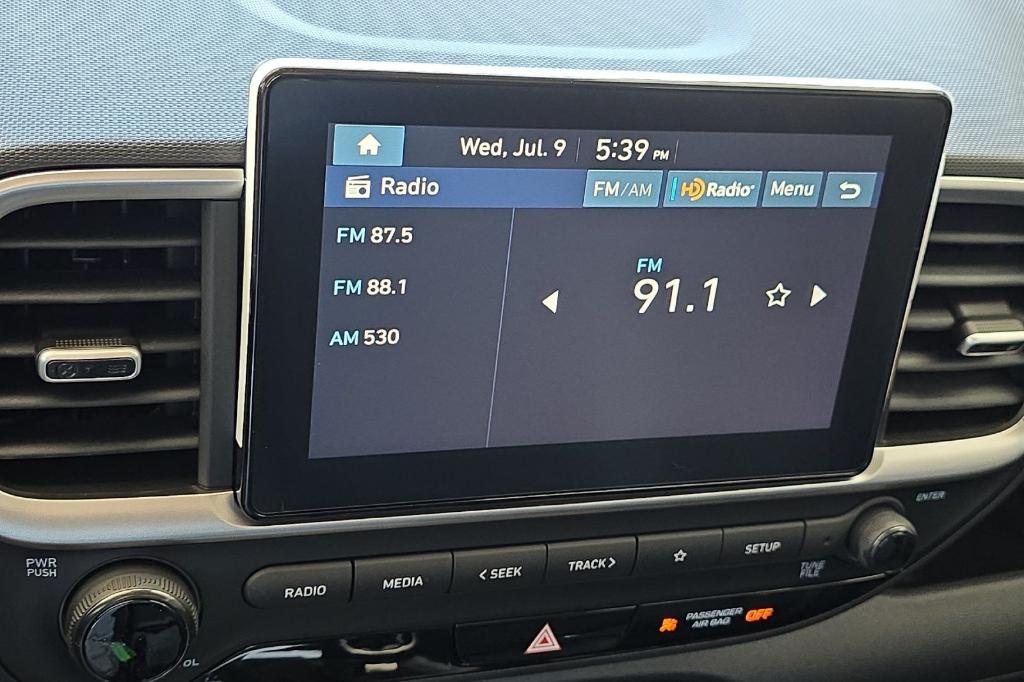 Wed, Jul. 9 5:39 PM
Radio FM/AM HD Radio Menu
FM 87.5
FM 88.1
AM 530
FM
91.1
ENTER
PWR
PUSH
RADIO MEDIA < SEEK TRACK > SETUP
TUNE
FILE
PASSENGER
AIR BAG OFF
OL